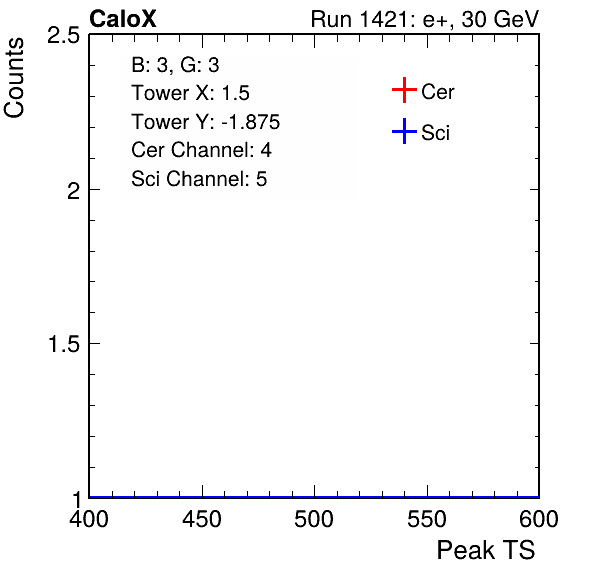 CaloX Run 1421: e+, 30 GeV
Counts
2.5
B: 3, G: 3
Tower X: 1.5
Tower Y: -1.875
Cer Channel: 4
Sci Channel: 5
Cer
Sci
2
1.5
1
400 450 500 550 600
Peak TS